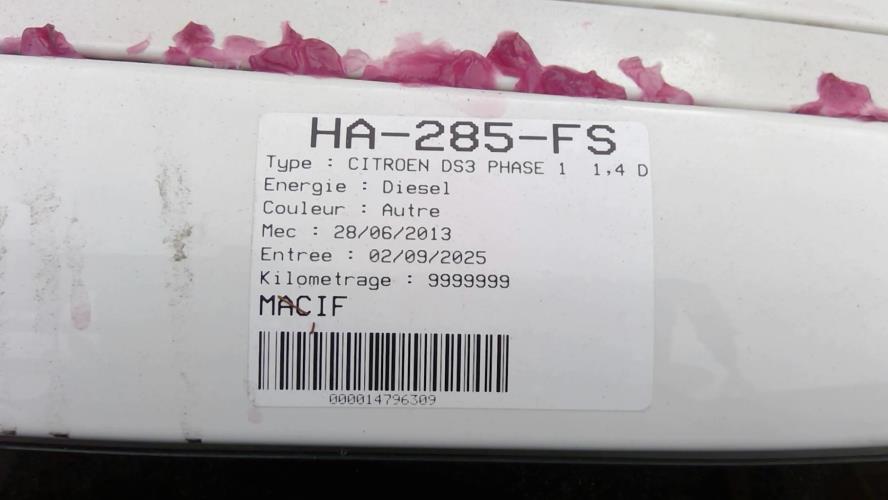 HA-285-FS
Type : CITROEN DS3 PHASE 1 1,4 D
Energie : Diesel
Couleur : Autre
Mec : 28/06/2013
Entree : 02/09/2025
Kilometrage : 9999999
MACIF
000014796309